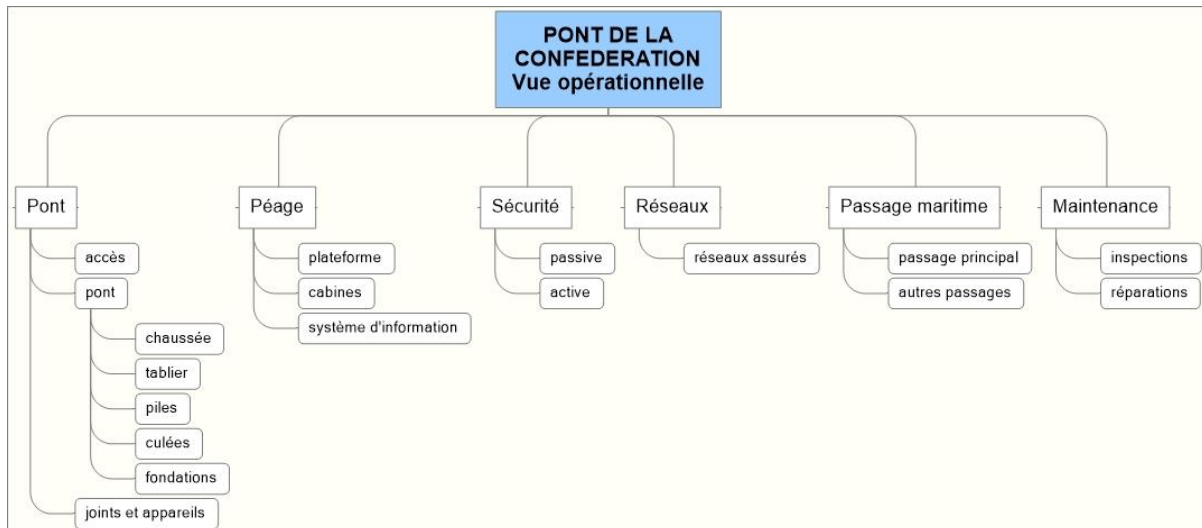 PONT DE LA
CONFEDERATION
Vue opérationnelle
Pont
Péage
Sécurité
Réseaux
Passage maritime
Maintenance
accès
pont
chaussée
tablier
piles
culées
fondations
joints et appareils
plateforme
cabines
système d'information
passive
active
réseaux assurés
passage principal
autres passages
inspections
réparations